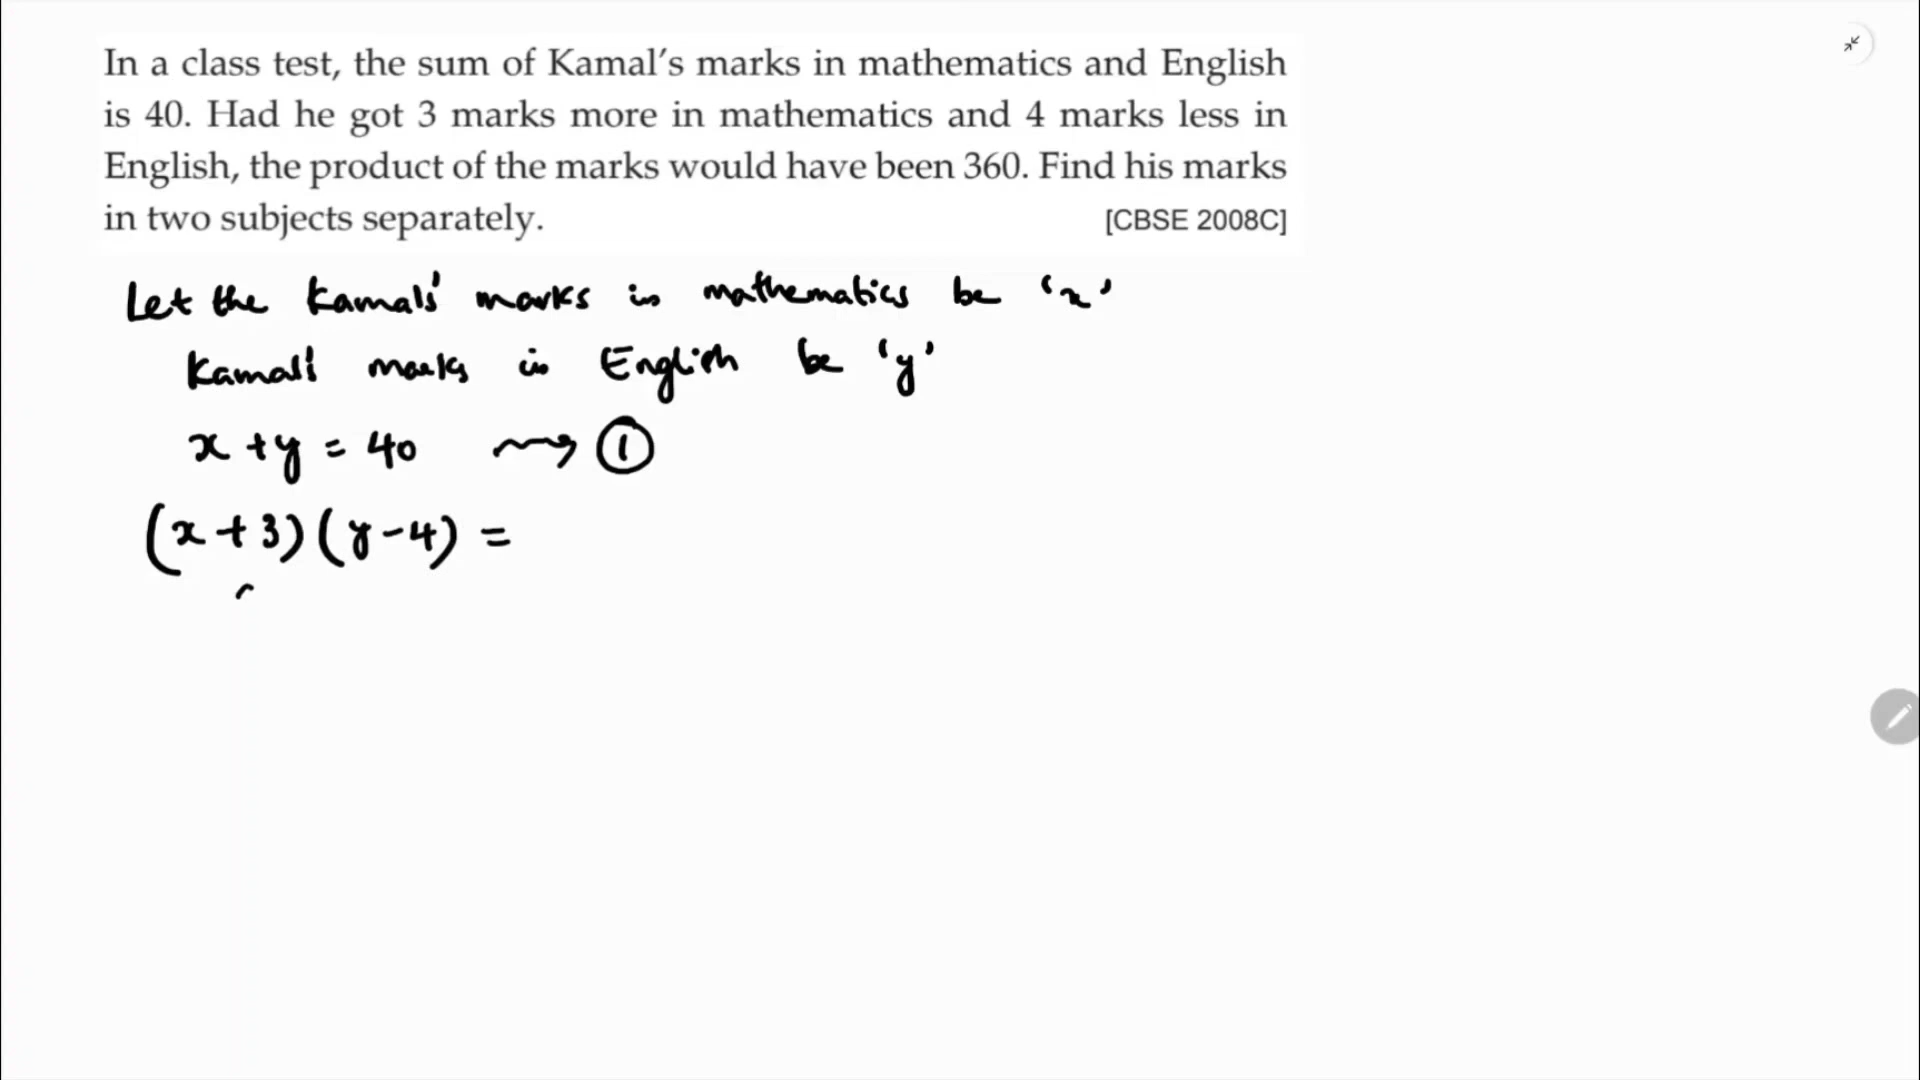 In a class test, the sum of Kamal's marks in mathematics and English
is 40. Had he got 3 marks more in mathematics and 4 marks less in
English, the product of the marks would have been 360. Find his marks
in two subjects separately. [CBSE 2008C]
Let the Kamals' marks in mathematics be 'x'
Kamal's marks in English be 'y'
x + y = 40 ⇝ ①
(x + 3) (y - 4) =